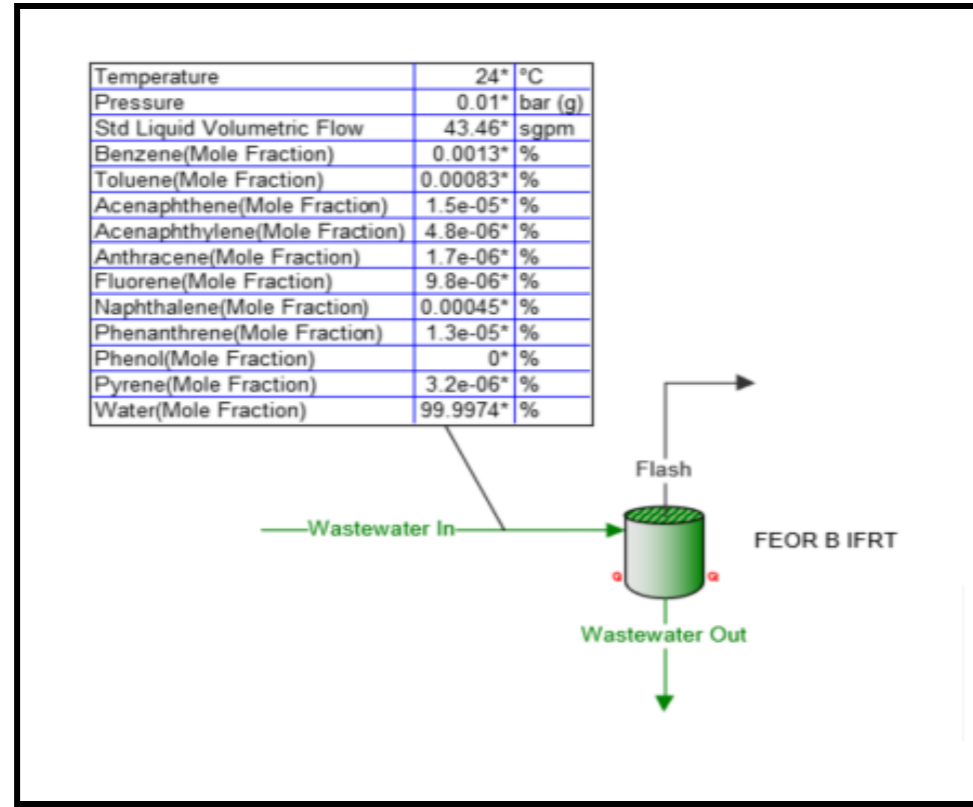 Temperature 24* °C
Pressure 0.01* bar (g)
Std Liquid Volumetric Flow 43.46* sgpm
Benzene(Mole Fraction) 0.0013* %
Toluene(Mole Fraction) 0.00083* %
Acenaphthene(Mole Fraction) 1.5e-05* %
Acenaphthylene(Mole Fraction) 4.8e-06* %
Anthracene(Mole Fraction) 1.7e-06* %
Fluorene(Mole Fraction) 9.8e-06* %
Naphthalene(Mole Fraction) 0.00045* %
Phenanthrene(Mole Fraction) 1.3e-05* %
Phenol(Mole Fraction) 0* %
Pyrene(Mole Fraction) 3.2e-06* %
Water(Mole Fraction) 99.9974* %
Flash
Wastewater In
FEOR B IFRT
Q Q
Wastewater Out